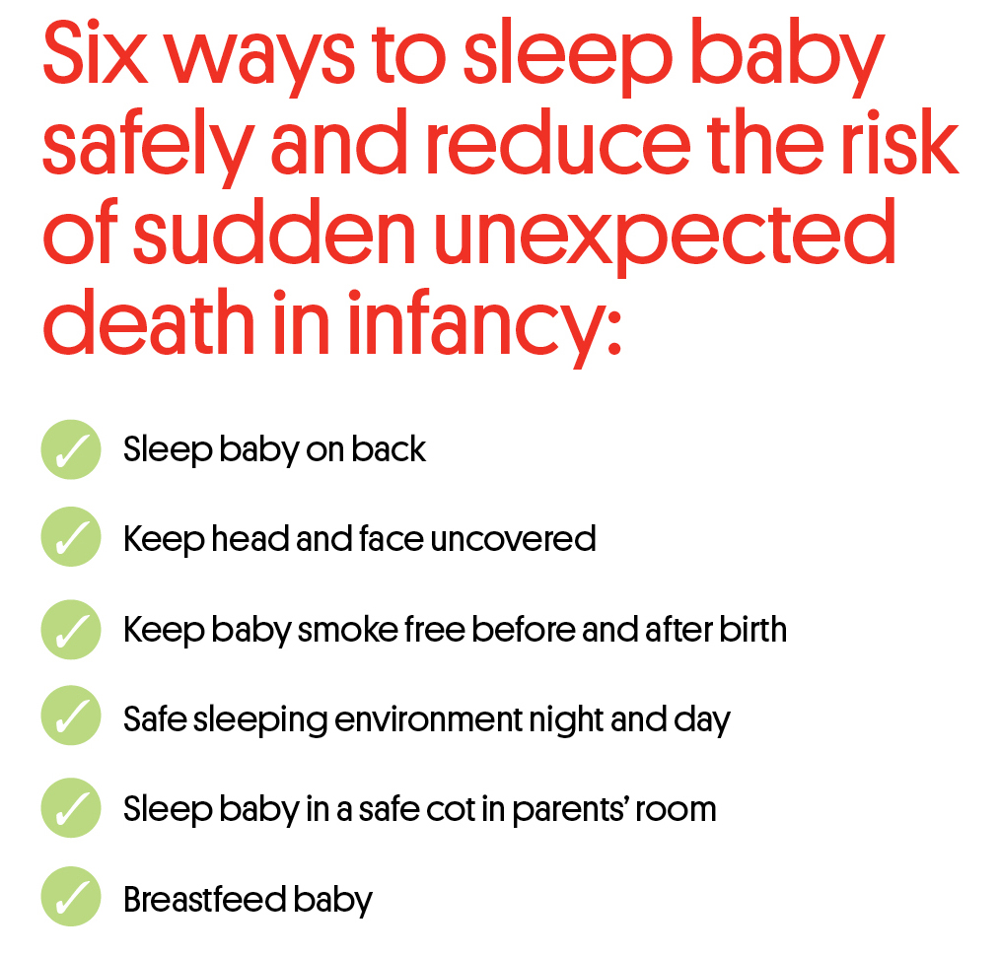 Six ways to sleep baby
safely and reduce the risk
of sudden unexpected
death in infancy:
Sleep baby on back
Keep head and face uncovered
Keep baby smoke free before and after birth
Safe sleeping environment night and day
Sleep baby in a safe cot in parents’ room
Breastfeed baby